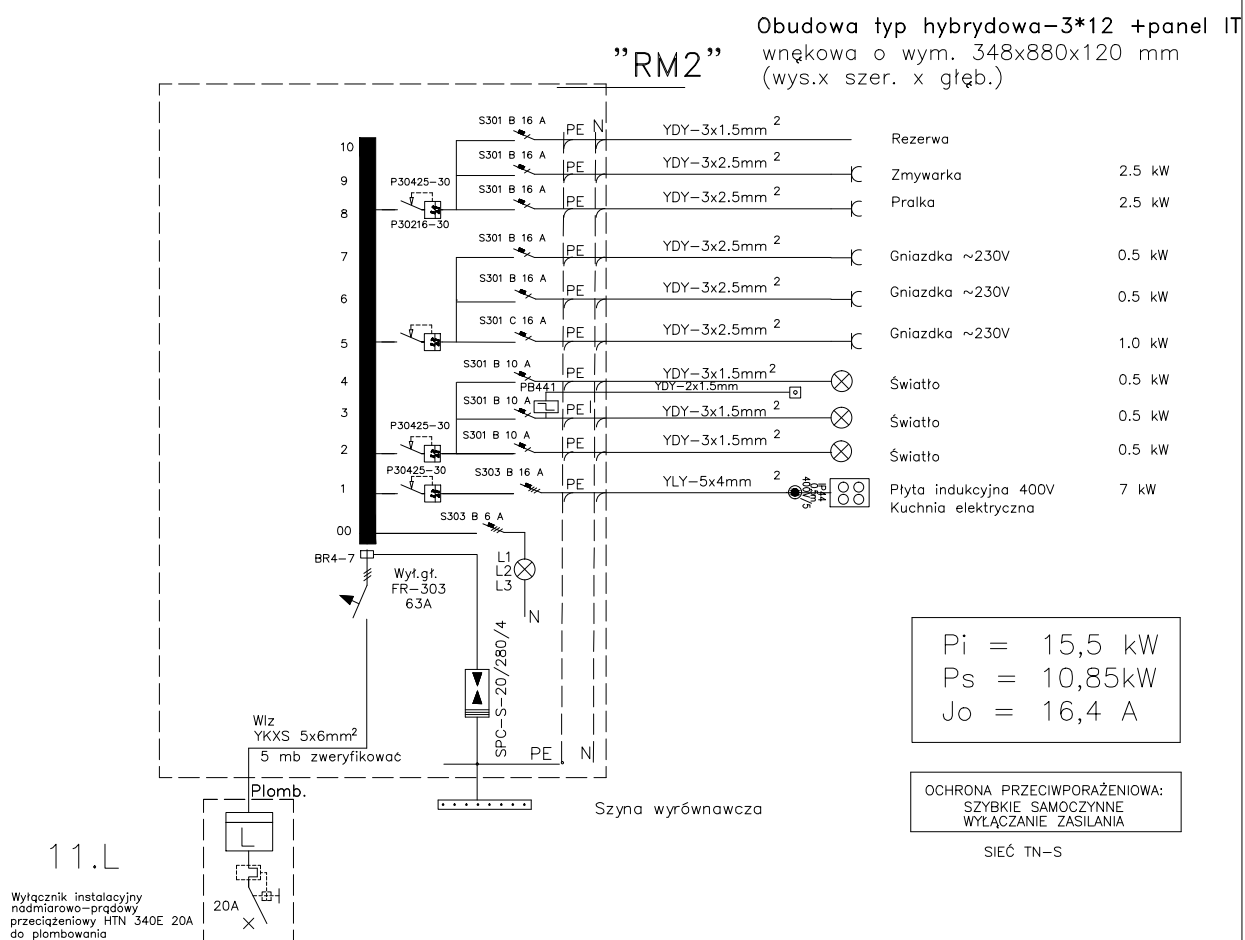 Obudowa typ hybrydowa-3*12 +panel IT
"RM2"
wnękowa o wym. 348x880x120 mm
(wys.x szer. x głęb.)
10 S301 B 16 A PE N YDY-3x1.5mm 2 Rezerwa
9 S301 B 16 A PE YDY-3x2.5mm 2 Zmywarka 2.5 kW
P30425-30
8 S301 B 16 A PE YDY-3x2.5mm 2 Pralka 2.5 kW
P30216-30
7 S301 B 16 A PE YDY-3x2.5mm 2 Gniazdka ~230V 0.5 kW
6 S301 B 16 A PE YDY-3x2.5mm 2 Gniazdka ~230V 0.5 kW
5 S301 C 16 A PE YDY-3x2.5mm 2 Gniazdka ~230V 1.0 kW
4 S301 B 10 A PE YDY-3x1.5mm 2 Światło 0.5 kW
PB441 YDY-2x1.5mm
3 S301 B 10 A PE YDY-3x1.5mm 2 Światło 0.5 kW
P30425-30
2 S301 B 10 A PE YDY-3x1.5mm 2 Światło 0.5 kW
P30425-30
1 S303 B 16 A PE YLY-5x4mm 2 Płyta indukcyjna 400V 7 kW
Kuchnia elektryczna
IP44
0.5m
400V/5
00 S303 B 6 A
BR4-7
L1
L2
L3
N
Wył.gł.
FR-303
63A
SPC-S-20/280/4
Pi = 15,5 kW
Ps = 10,85kW
Jo = 16,4 A
Wlz
YKXS 5x6mm2
5 mb zweryfikować
PE N
Plomb.
Szyna wyrównawcza
OCHRONA PRZECIWPORAŻENIOWA:
SZYBKIE SAMOCZYNNE
WYŁĄCZANIE ZASILANIA
SIEĆ TN-S
L
11.L
20A
Wyłącznik instalacyjny
nadmiarowo-prądowy
przeciążeniowy HTN 340E 20A
do plombowania